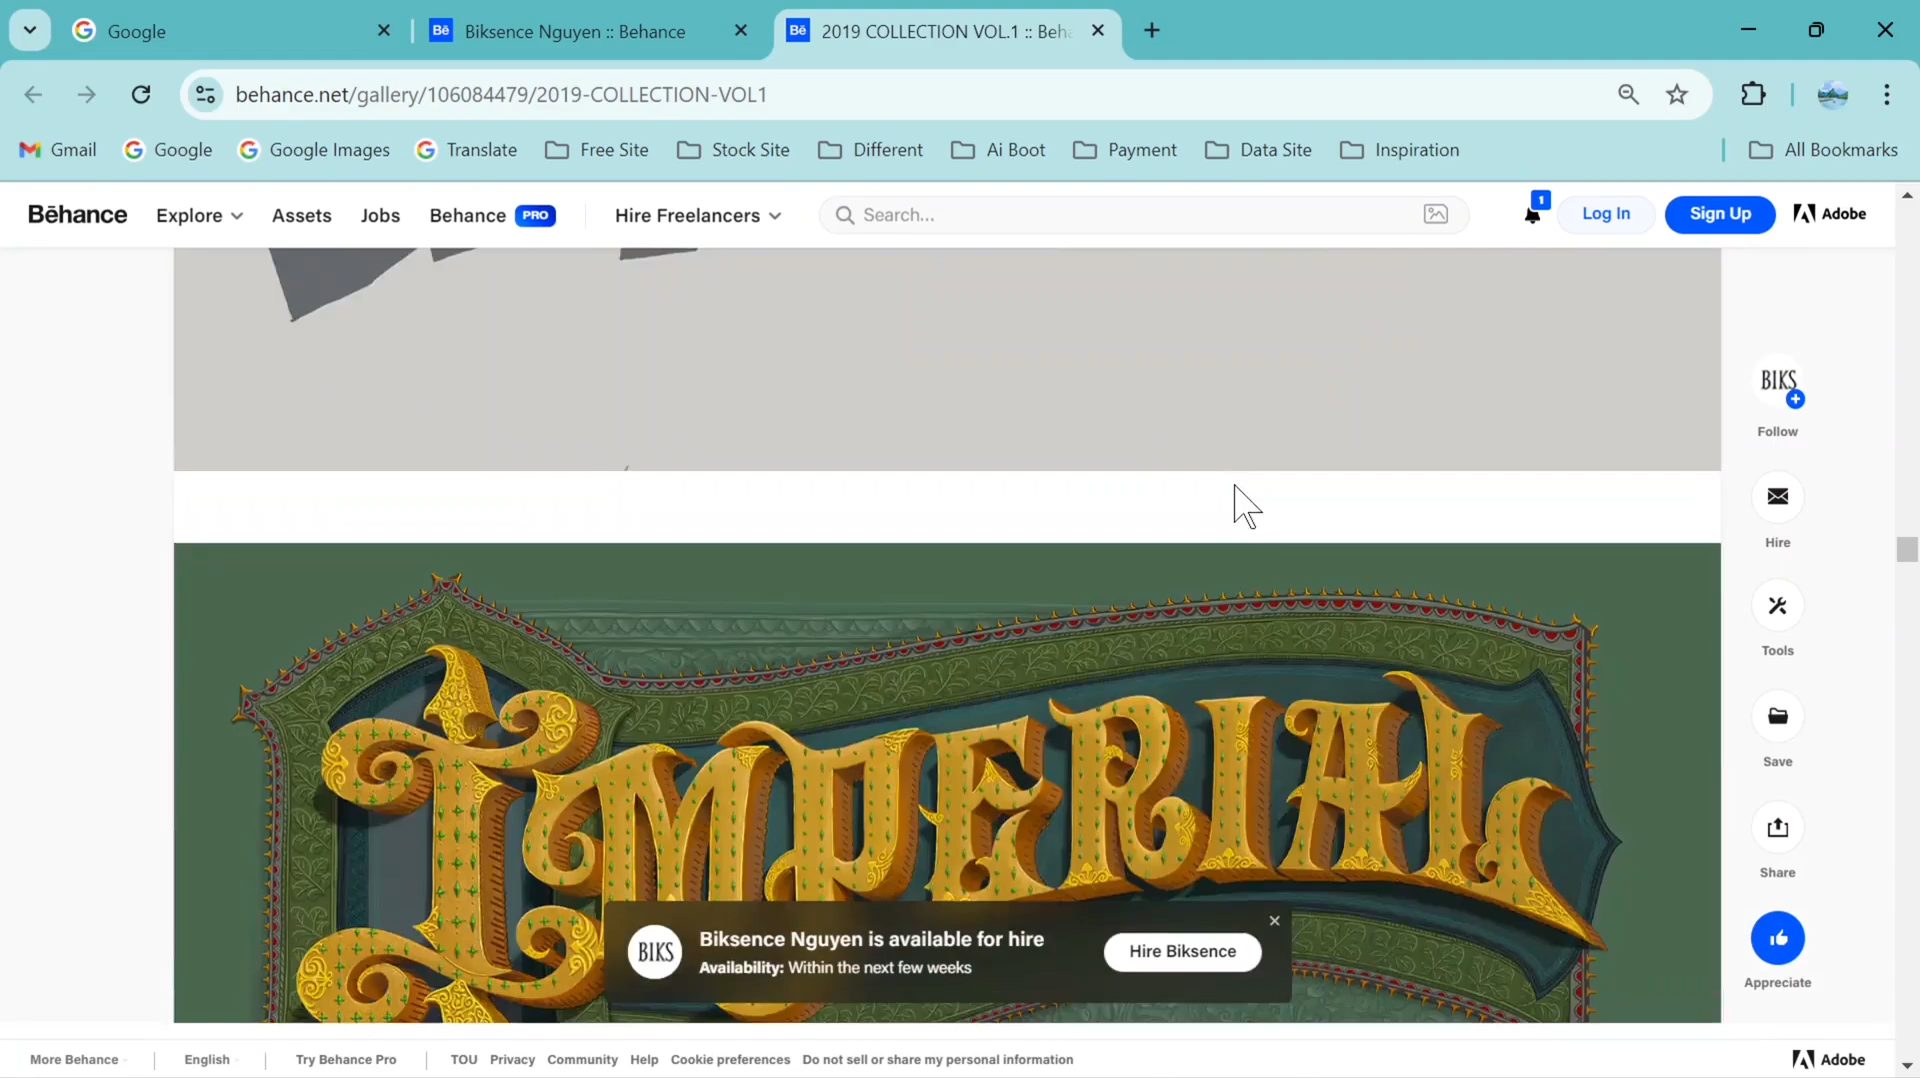 Google
Bē Biksence Nguyen :: Behance
Bē 2019 COLLECTION VOL.1 :: Beha
behance.net/gallery/106084479/2019-COLLECTION-VOL1
Gmail Google Google Images Translate Free Site Stock Site Different Ai Boot Payment Data Site Inspiration All Bookmarks
Bēhance Explore Assets Jobs Behance PRO Hire Freelancers Search... 1 Log In Sign Up Adobe
BIKS
Follow
Hire
Tools
Save
Share
Appreciate
IMPERIAL
BIKS
Biksence Nguyen is available for hire
Availability: Within the next few weeks
Hire Biksence
More Behance English Try Behance Pro TOU Privacy Community Help Cookie preferences Do not sell or share my personal information Adobe